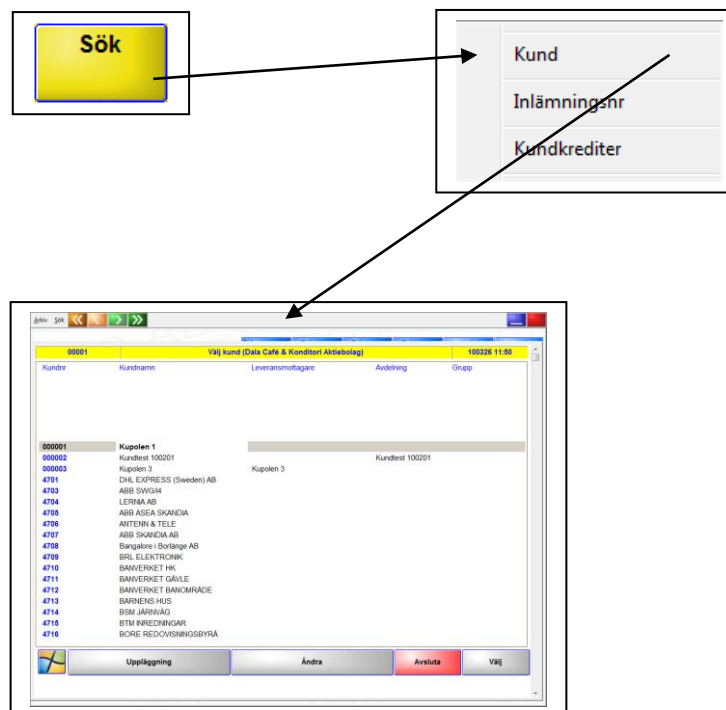 Sök
Kund
Inlämningsnr
Kundkrediter
Arkiv Sök
00001 Välj kund (Dala Café & Konditori Aktiebolag) 100326 11:50
Kundnr Kundnamn Leveransmottagare Avdelning Grupp
000001 Kupolen 1
000002 Kundtest 100201 Kundtest 100201
000003 Kupolen 3 Kupolen 3
4701 DHL EXPRESS (Sweden) AB
4703 ABB SWG/4
4704 LERNIA AB
4705 ABB ASEA SKANDIA
4706 ANTENN & TELE
4707 ABB SKANDIA AB
4708 Bangalore i Borlänge AB
4709 BRL ELEKTRONIK
4710 BANVERKET HK
4711 BANVERKET GÄVLE
4712 BANVERKET BANOMRÅDE
4713 BARNENS HUS
4714 BSM JÄRNVÄG
4715 BTM INREDNINGAR
4716 BORE REDOVISNINGSBYRÅ
Uppläggning Ändra Avsluta Välj